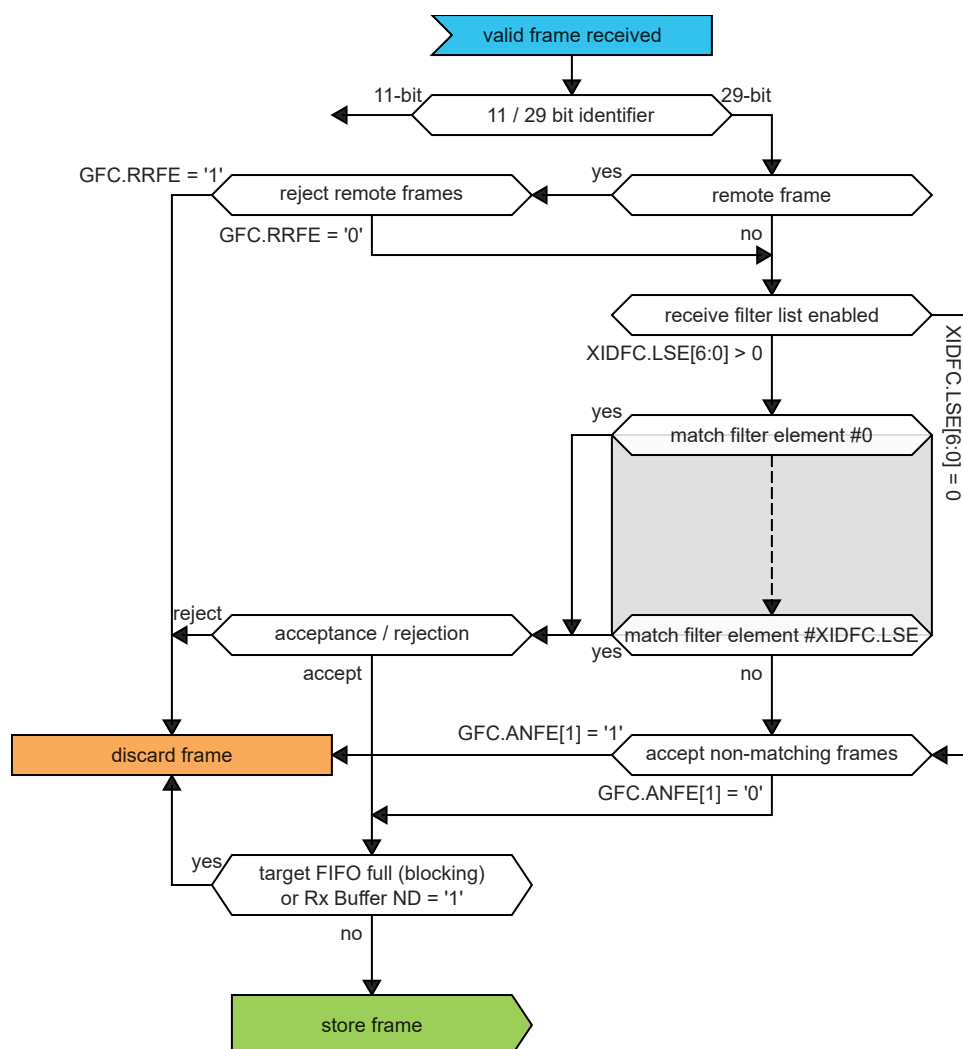 valid frame received
11-bit
29-bit
11 / 29 bit identifier
GFC.RRFE = '1'
yes
reject remote frames
remote frame
GFC.RRFE = '0'
no
receive filter list enabled
XIDFC.LSE[6:0] > 0
XIDFC.LSE[6:0] = 0
yes
match filter element #0
reject
acceptance / rejection
match filter element #XIDFC.LSE
yes
accept
no
GFC.ANFE[1] = '1'
discard frame
accept non-matching frames
GFC.ANFE[1] = '0'
yes
target FIFO full (blocking)
or Rx Buffer ND = '1'
no
store frame